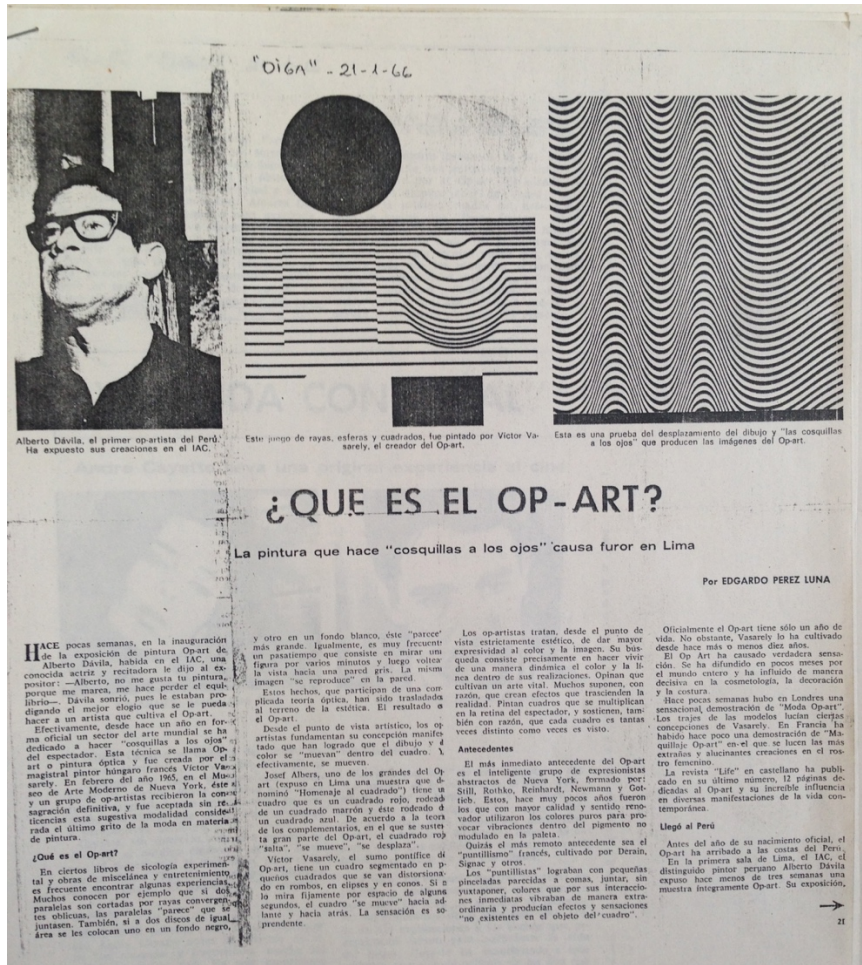 "OIGA" - 21-1-66
Alberto Dávila, el primer op-artista del Perú.
Ha expuesto sus creaciones en el IAC.
Este juego de rayas, esferas y cuadrados, fue pintado por Víctor Va-
sarely, el creador del Op-art.
Esta es una prueba del desplazamiento del dibujo y "las cosquillas
a los ojos" que producen las imágenes del Op-art.
¿QUE ES EL OP-ART?
La pintura que hace "cosquillas a los ojos" causa furor en Lima
Por EDGARDO PEREZ LUNA
HACE pocas semanas, en la inauguración
de la exposición de pintura Op-art de
Alberto Dávila, habida en el IAC, una
conocida actriz y recitadora le dijo al ex-
positor: —Alberto, no me gusta tu pintura,
porque me marea, me hace perder el equi-
librio—. Dávila sonrió, pues le estaban pro-
digando el mejor elogio que se le pueda
hacer a un artista que cultiva el Op-art.
Efectivamente, desde hace un año en for-
ma oficial un sector del arte mundial se ha
dedicado a hacer "cosquillas a los ojos"
del espectador. Esta técnica se llama Op-
art o pintura óptica y fue creada por el
magistral pintor húngaro francés Víctor Va-
sarely. En febrero del año 1965, en el Mu-
seo de Arte Moderno de Nueva York, éste
y un grupo de op-artistas recibieron la con-
sagración definitiva, y fue aceptada sin re-
ticencias esta sugestiva modalidad conside-
rada el último grito de la moda en materia
de pintura.
¿Qué es el Op-art?
En ciertos libros de sicología experimen-
tal y obras de miscelánea y entretenimiento,
es frecuente encontrar algunas experiencias.
Muchos conocen por ejemplo que si dos
paralelas son cortadas por rayas convergen-
tes oblicuas, las paralelas "parece" que se
juntasen. También, si a dos discos de igual
área se les colocan uno en un fondo negro,
y otro en un fondo blanco, éste "parece"
más grande. Igualmente, es muy frecuent
un pasatiempo que consiste en mirar una
figura por varios minutos y luego voltea
la vista hacia una pared gris. La misma
imagen "se reproduce" en la pared.
Estos hechos, que participan de una com-
plicada teoría óptica, han sido trasladados
al terreno de la estética. El resultado e
el Op-art.
Desde el punto de vista artístico, los op-
artistas fundamentan su concepción manifes-
tado que han logrado que el dibujo y
color se "muevan" dentro del cuadro. Y
efectivamente, se mueven.
Josef Albers, uno de los grandes del Op
art (expuso en Lima una muestra que de-
nominó "Homenaje al Cuadrado") tiene un
cuadro que es un cuadrado rojo, rodeado
de un cuadrado marrón y éste rodeado d
un cuadrado azul. De acuerdo a la teoría
de los complementarios, en el que se susten-
ta gran parte del Op-art, el cuadrado rojo
"salta", "se mueve", "se desplaza".
Víctor Vasarely, el sumo pontífice de
Op-art, tiene un cuadro segmentado en p
queños cuadrados que se van distorsionan-
do en rombos, en elipses y en conos. Si
lo mira fijamente por espacio de alguno
segundos, el cuadro "se mueve" hacia ad-
lante y hacia atrás. La sensación es so-
prendente.
Los op-artistas tratan, desde el punto de
vista estrictamente estético, de dar mayor
expresividad al color y la imagen. Su bús-
queda consiste precisamente en hacer vivir
de una manera dinámica el color y la lí-
nea dentro de sus realizaciones. Opinan que
cultivan un arte vital. Muchos suponen, con
razón, que crean efectos que trascienden la
realidad. Pintan cuadros que se multiplican
en la retina del espectador, y sostienen, tam-
bién con razón, que cada cuadro es tantas
veces distinto como veces es visto.
Antecedentes
El más inmediato antecedente del Op-art
es el inteligente grupo de expresionistas
abstractos de Nueva York, formado por:
Still, Rothko, Reinhardt, Newmann y Got-
tieb. Estos, hace muy pocos años fueron
los que con mayor calidad y sentido reno-
vador utilizaron los colores puros para pro-
vocar vibraciones dentro del pigmento no
modulado en la paleta.
Quizás el más remoto antecedente sea el
"puntillismo" francés, cultivado por Derain,
Signac y otros.
Los "puntillistas" lograban con pequeñas
pinceladas parecidas a comas, juntar, sin
yuxtaponer, colores que por sus interaccio-
nes inmediatas vibraban de manera extra-
ordinaria y producían efectos y sensaciones
"no existentes en el objeto del cuadro".
Oficialmente el Op-art tiene sólo un año de
vida. No obstante, Vasarely lo ha cultivado
desde hace más o menos diez años.
El Op Art ha causado verdadera sensa-
ción. Se ha difundido en pocos meses por
el mundo entero y ha influido de manera
decisiva en la cosmetología, la decoración
y la costura.
Hace pocas semanas hubo en Londres una
sensacional demostración de "Moda Op-art".
Los trajes de las modelos lucían ciertas
concepciones de Vasarely. En Francia ha
habido hace poco una demostración de "Ma-
quillaje Op-art" en el que se lucen las más
extrañas y alucinantes creaciones en el ros-
tro femenino.
La revista "Life" en castellano ha publi-
cado en su último número, 12 páginas de-
dicadas al Op-art y su increíble influencia
en diversas manifestaciones de la vida con-
temporánea.
Llegó al Perú
Antes del año de su nacimiento oficial, el
Op-art ha arribado a las costas del Perú.
En la primera sala de Lima, el IAC, el
distinguido pintor peruano Alberto Dávila
expuso hace menos de tres semanas una
muestra íntegramente Op-art. Su exposición,
21